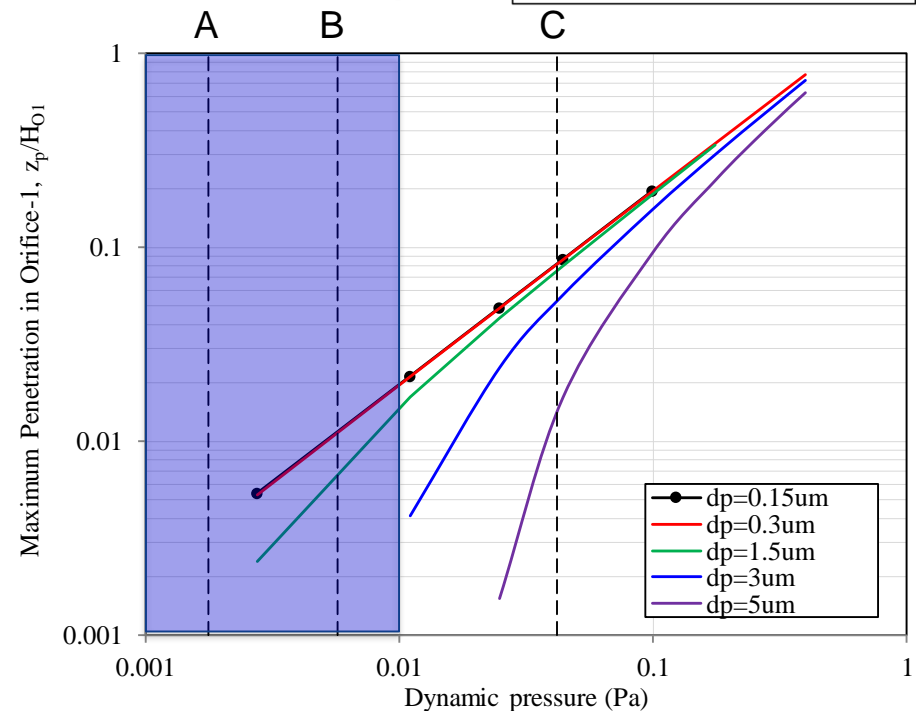 A B C
1
0.1
0.01
0.001
Maximum Penetration in Orifice-1, zp/HO1
dp=0.15um
dp=0.3um
dp=1.5um
dp=3um
dp=5um
0.001 0.01 0.1 1
Dynamic pressure (Pa)